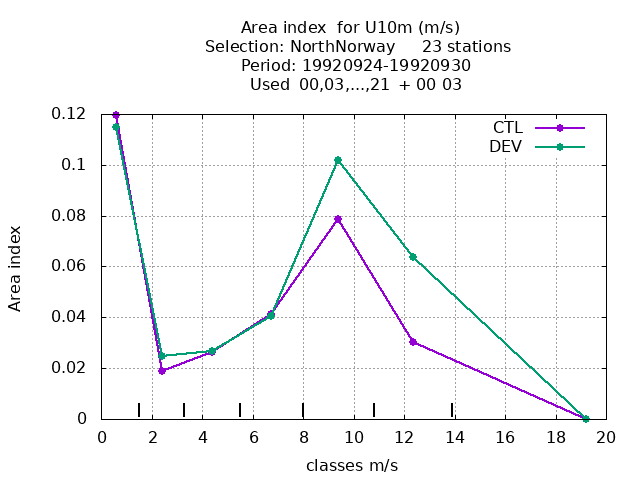 Area index  for U10m (m/s)
Selection: NorthNorway     23 stations
Period: 19920924-19920930
Used  00,03,...,21  + 00 03
CTL
DEV
0.12
0.1
0.08
0.06
0.04
0.02
0
Area index
0 2 4 6 8 10 12 14 16 18 20
classes m/s